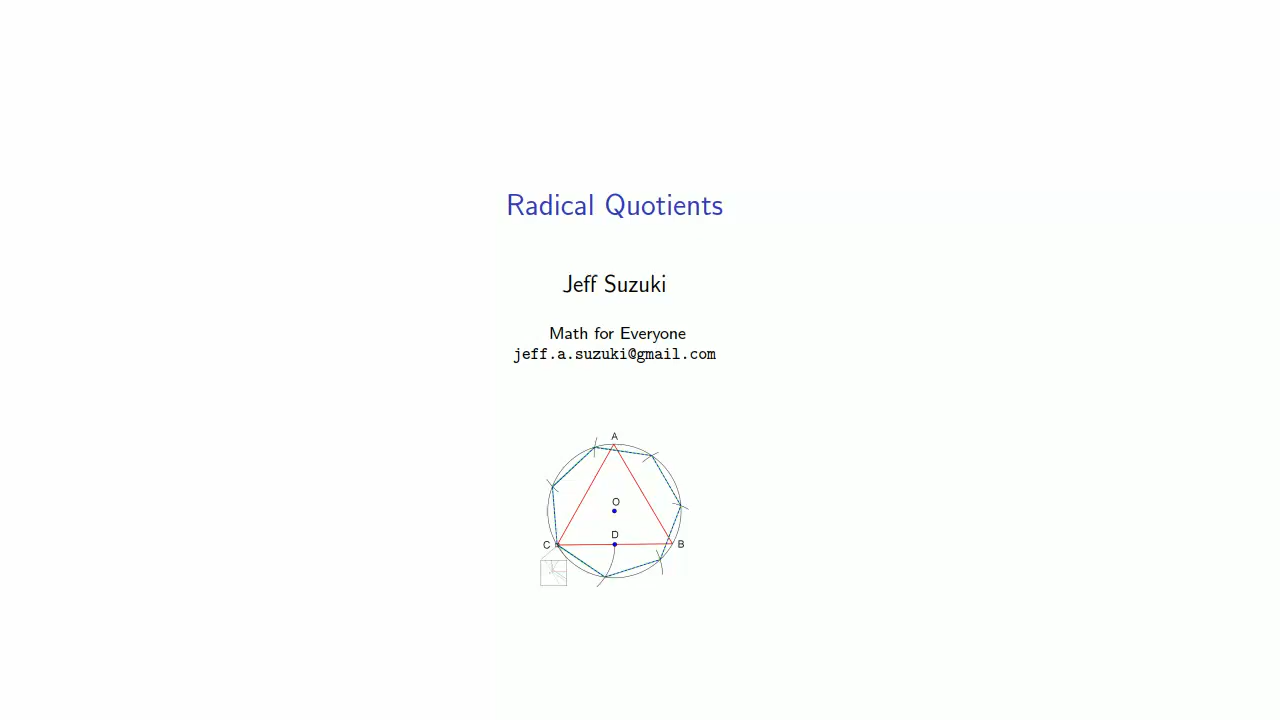 Radical Quotients
Jeff Suzuki
Math for Everyone
jeff.a.suzuki@gmail.com
A
O
D
C
B